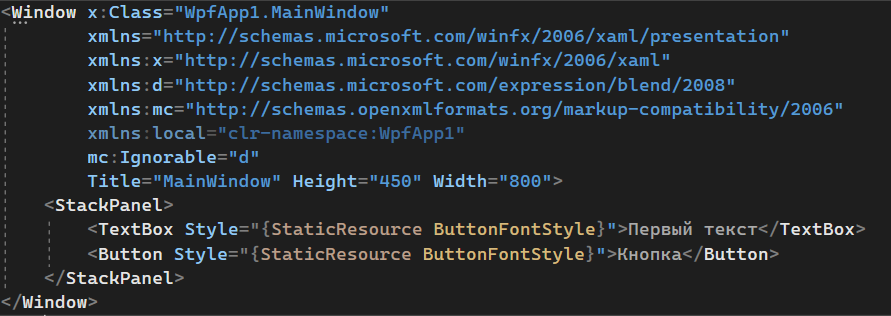 <Window x:Class="WpfApp1.MainWindow"
xmlns="http://schemas.microsoft.com/winfx/2006/xaml/presentation"
xmlns:x="http://schemas.microsoft.com/winfx/2006/xaml"
xmlns:d="http://schemas.microsoft.com/expression/blend/2008"
xmlns:mc="http://schemas.openxmlformats.org/markup-compatibility/2006"
xmlns:local="clr-namespace:WpfApp1"
mc:Ignorable="d"
Title="MainWindow" Height="450" Width="800">
<StackPanel>
<TextBox Style="{StaticResource ButtonFontStyle}">Первый текст</TextBox>
<Button Style="{StaticResource ButtonFontStyle}">Кнопка</Button>
</StackPanel>
</Window>